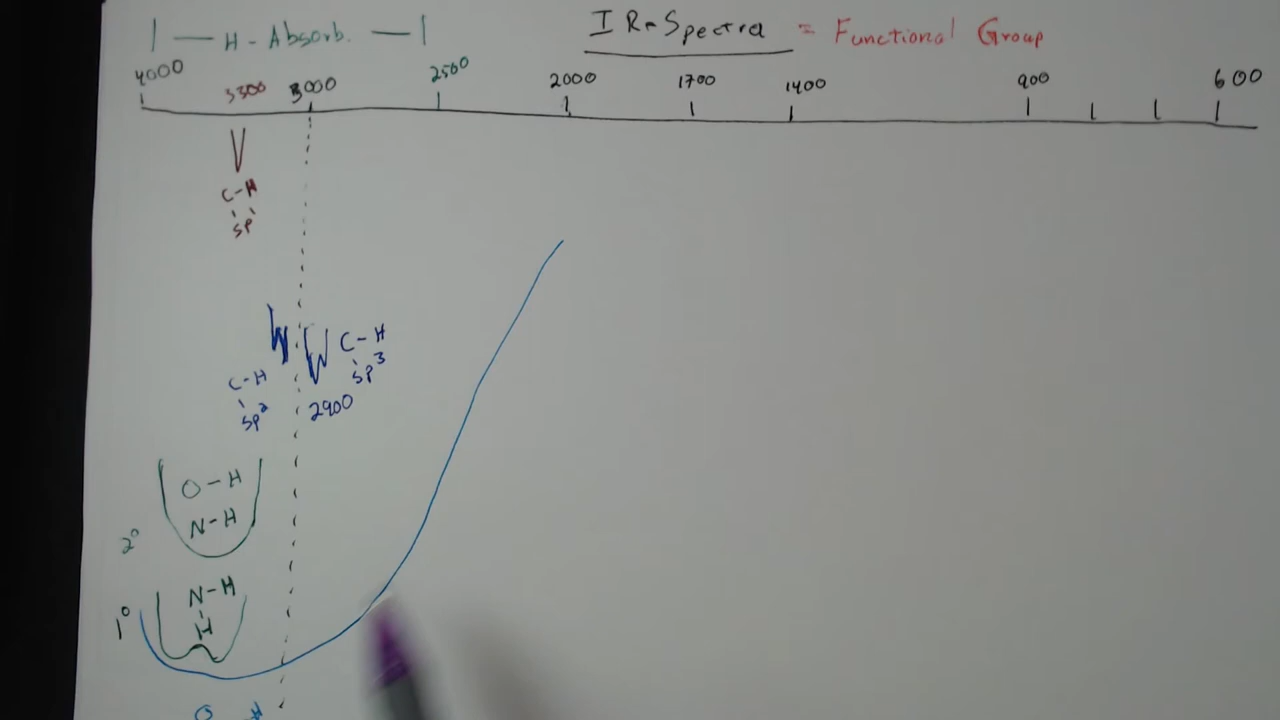 IR-Spectra = Functional Group
H-Absorb.
4000 3300 3000 2500 2000 1700 1400 900 600
C-H
sp
C-H
sp3
C-H
sp2
2900
O-H
N-H
2°
N-H
H
1°
O H